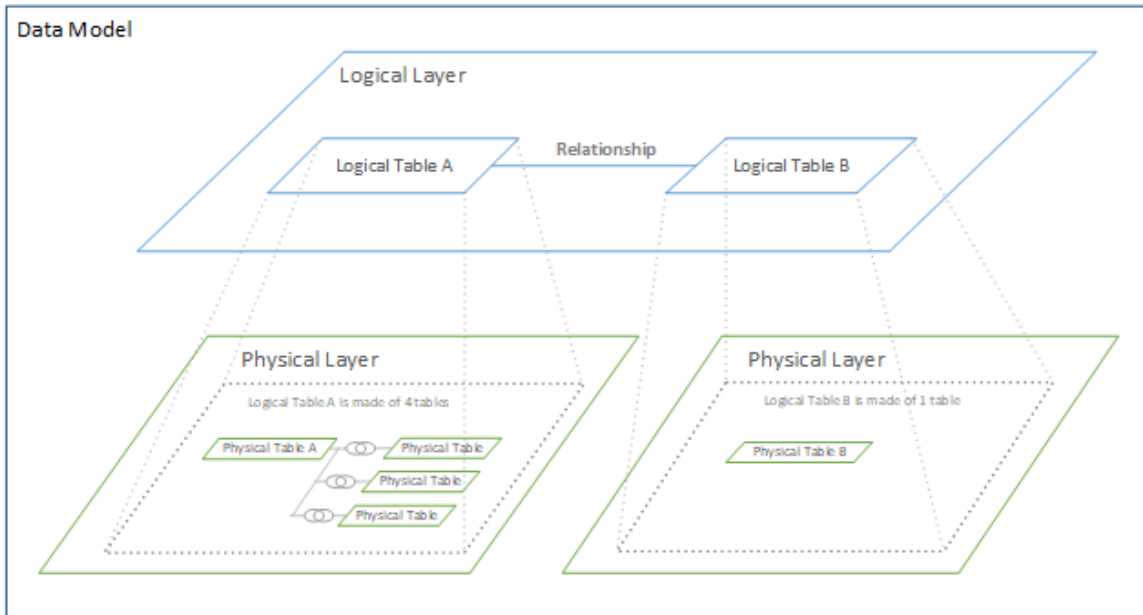 Data Model
Logical Layer
Logical Table A
Relationship
Logical Table B
Physical Layer
Logical Table A is made of 4 tables
Physical Table A
Physical Table
Physical Table
Physical Table
Physical Layer
Logical Table B is made of 1 table
Physical Table B